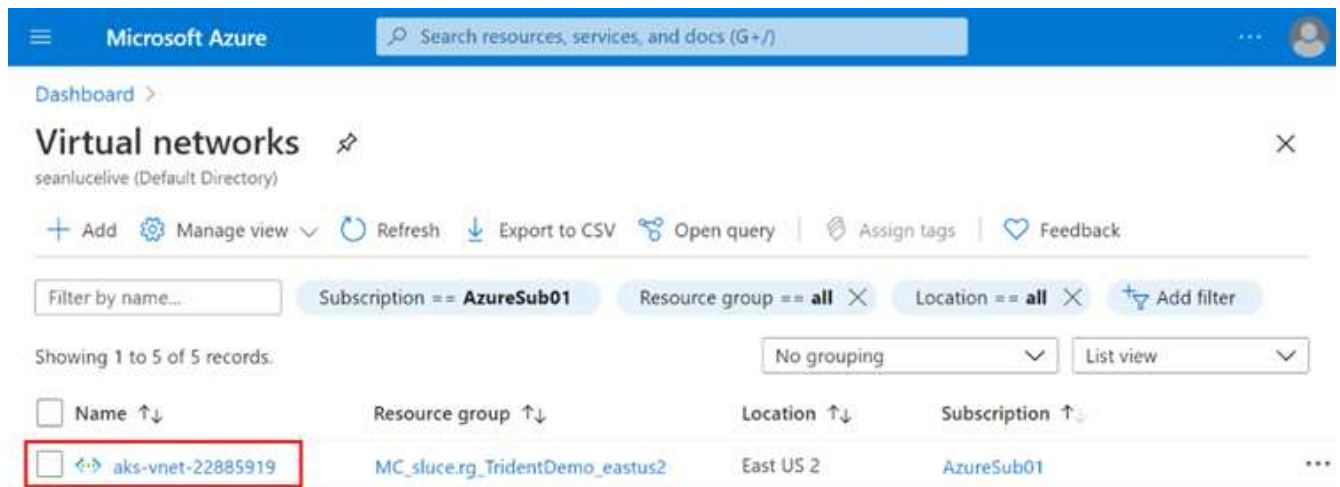 Microsoft Azure Search resources, services, and docs (G+/) ...
Dashboard >
Virtual networks
seanlucelive (Default Directory)
+ Add Manage view Refresh Export to CSV Open query Assign tags Feedback
Filter by name... Subscription == AzureSub01 Resource group == all Location == all Add filter
Showing 1 to 5 of 5 records. No grouping List view
Name ↑↓ Resource group ↑↓ Location ↑↓ Subscription ↑↓
aks-vnet-22885919 MC_sluce.rg_TridentDemo_eastus2 East US 2 AzureSub01 ...